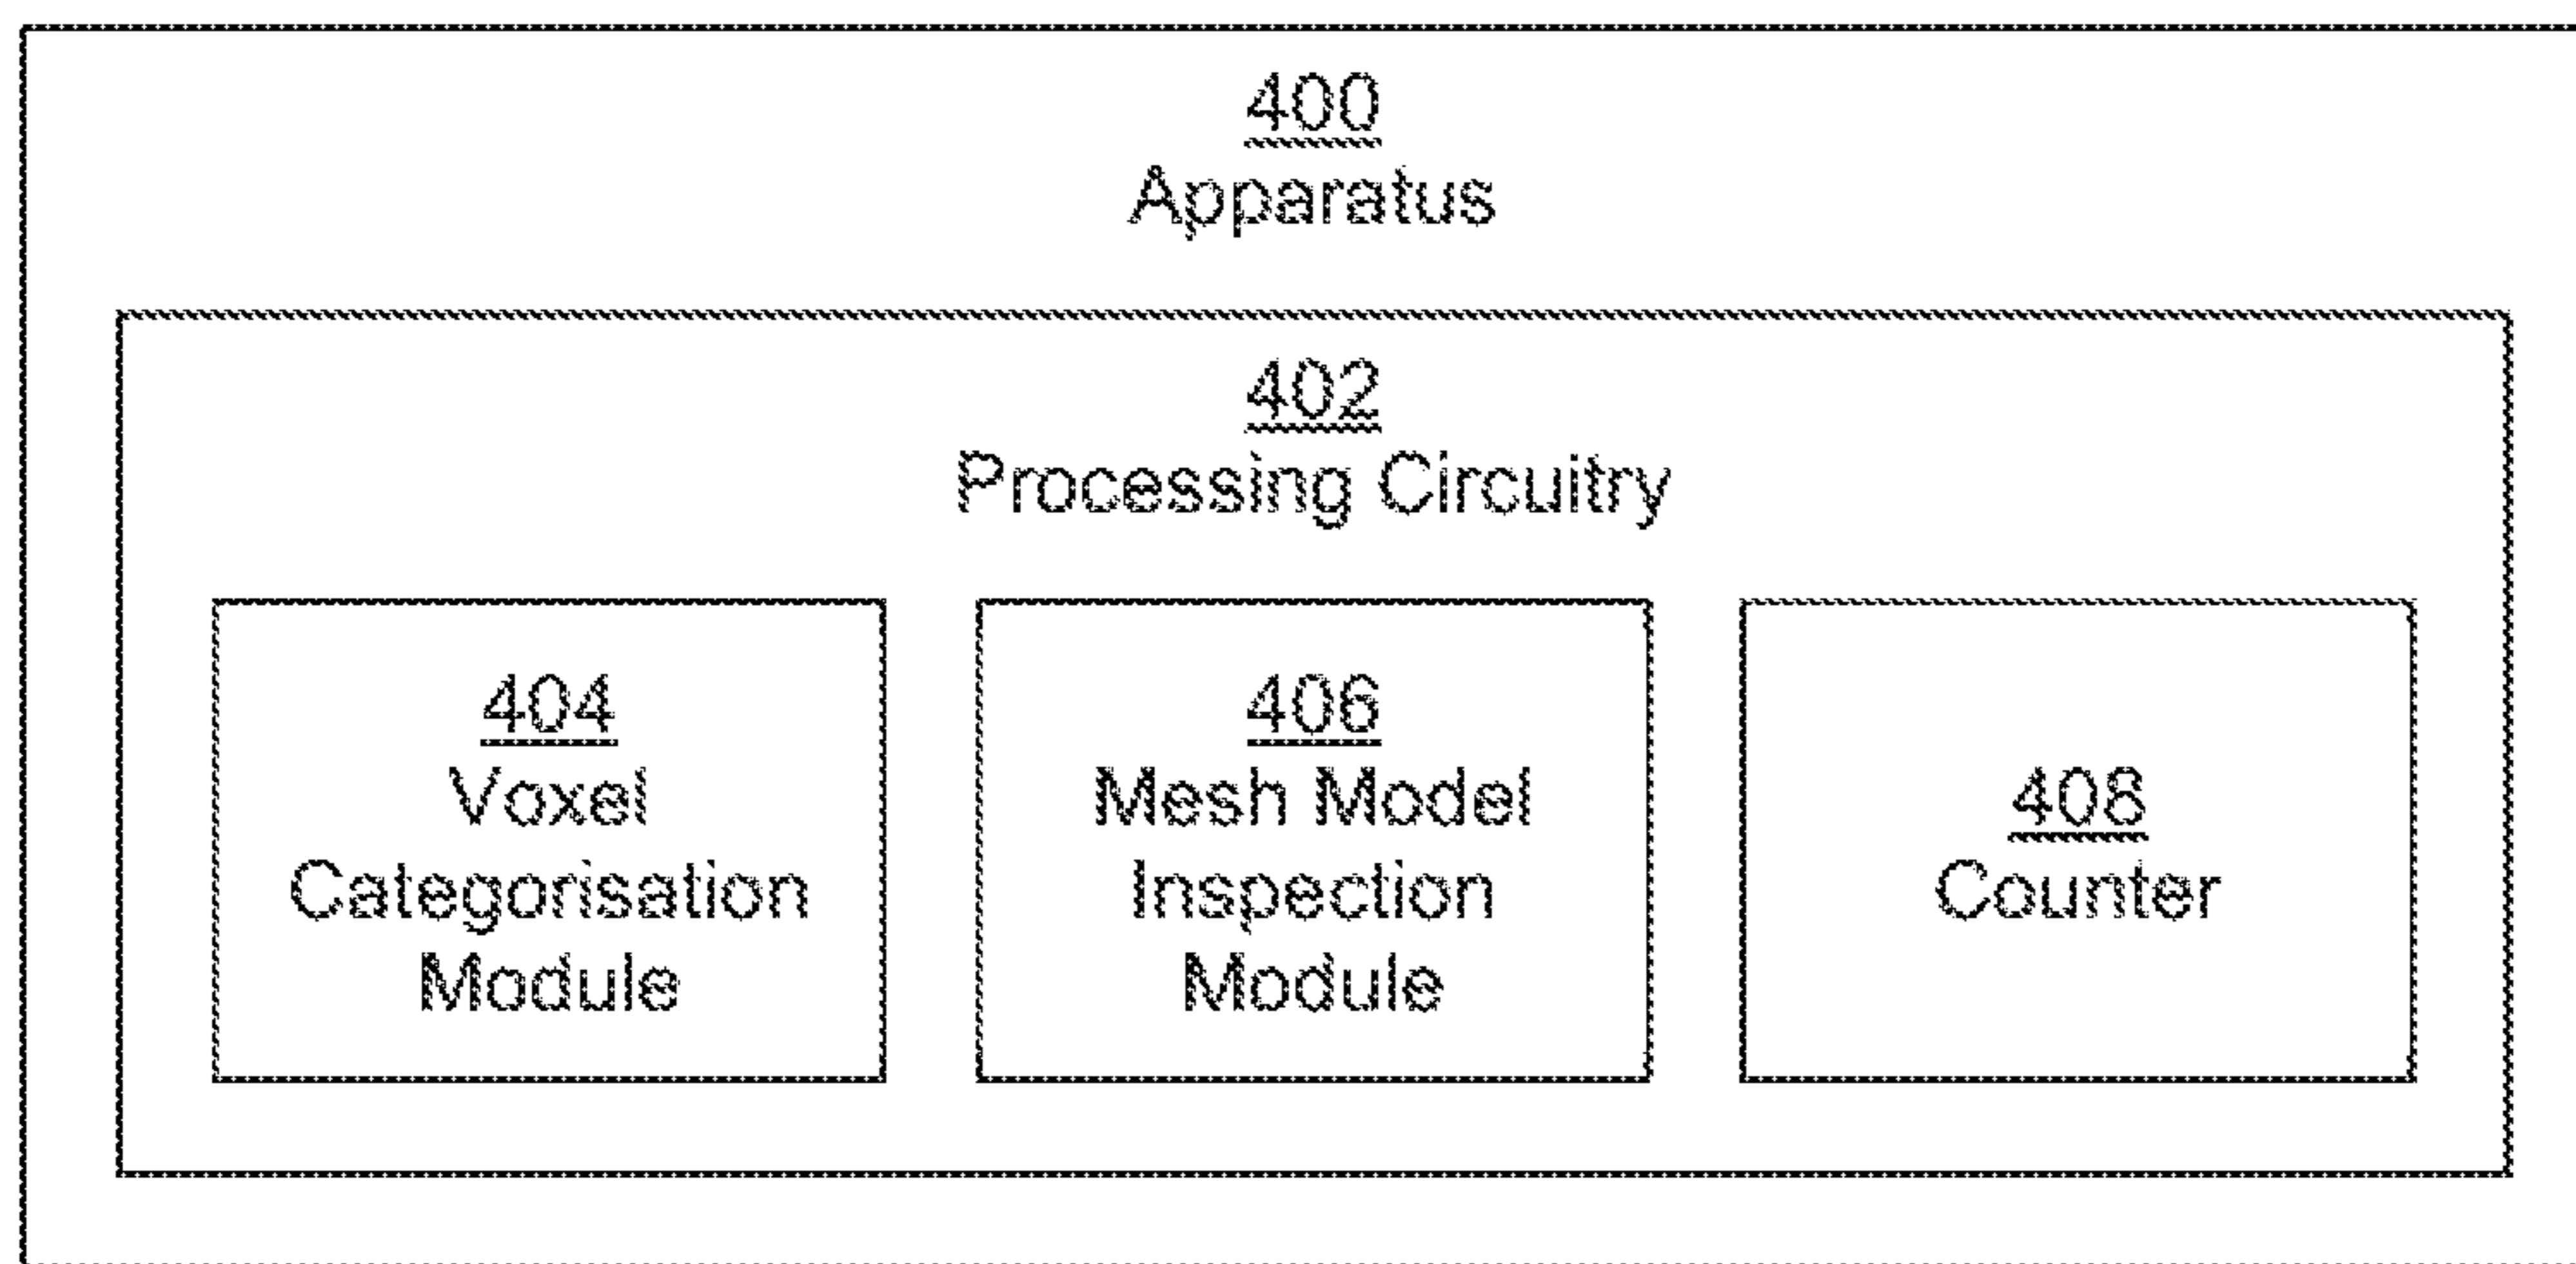 400
Apparatus
402
Processing Circuitry
404
Voxel
Categorisation
Module
406
Mesh Model
Inspection
Module
408
Counter